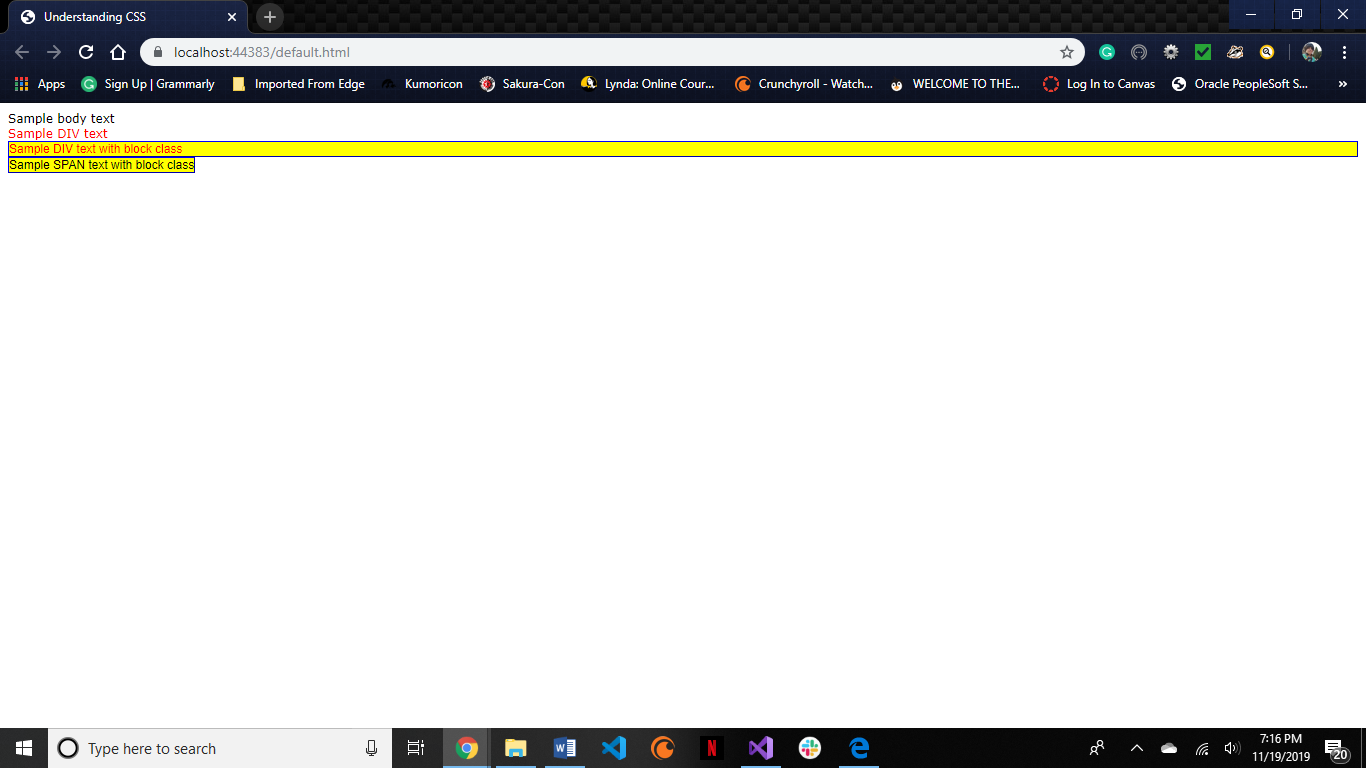 Understanding CSS
localhost:44383/default.html
Apps Sign Up | Grammarly Imported From Edge Kumoricon Sakura-Con Lynda: Online Cour... Crunchyroll - Watch... WELCOME TO THE... Log In to Canvas Oracle PeopleSoft S... »
Sample body text
Sample DIV text
Sample DIV text with block class
Sample SPAN text with block class
Type here to search
7:16 PM
11/19/2019
20